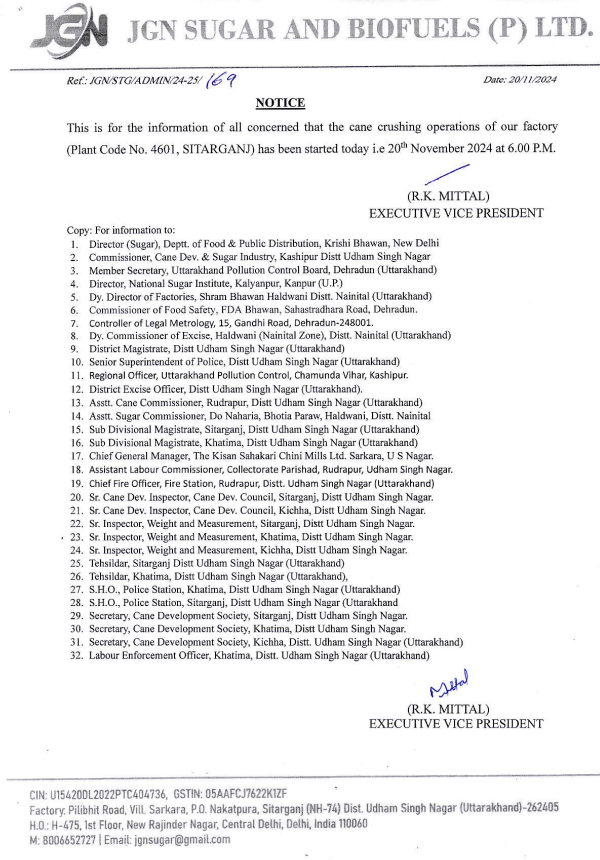 JGN JGN SUGAR AND BIOFUELS (P) LTD.
Ref.: JGN/STG/ADMIN/24-25/ 169 Date: 20/11/2024
NOTICE
This is for the information of all concerned that the cane crushing operations of our factory
(Plant Code No. 4601, SITARGANJ) has been started today i.e 20th November 2024 at 6.00 P.M.
(R.K. MITTAL)
EXECUTIVE VICE PRESIDENT
Copy: For information to:
1. Director (Sugar), Deptt. of Food & Public Distribution, Krishi Bhawan, New Delhi
2. Commissioner, Cane Dev. & Sugar Industry, Kashipur Distt Udham Singh Nagar
3. Member Secretary, Uttarakhand Pollution Control Board, Dehradun (Uttarakhand)
4. Director, National Sugar Institute, Kalyanpur, Kanpur (U.P.)
5. Dy. Director of Factories, Shram Bhawan Haldwani Distt. Nainital (Uttarakhand)
6. Commissioner of Food Safety, FDA Bhawan, Sahastradhara Road, Dehradun.
7. Controller of Legal Metrology, 15, Gandhi Road, Dehradun-248001.
8. Dy. Commissioner of Excise, Haldwani (Nainital Zone), Distt. Nainital (Uttarakhand)
9. District Magistrate, Distt Udham Singh Nagar (Uttarakhand)
10. Senior Superintendent of Police, Distt Udham Singh Nagar (Uttarakhand)
11. Regional Officer, Uttarakhand Pollution Control, Chamunda Vihar, Kashipur.
12. District Excise Officer, Distt Udham Singh Nagar (Uttarakhand).
13. Asstt. Cane Commissioner, Rudrapur, Distt Udham Singh Nagar (Uttarakhand)
14. Asstt. Sugar Commissioner, Do Naharia, Bhotia Paraw, Haldwani, Distt. Nainital
15. Sub Divisional Magistrate, Sitarganj, Distt Udham Singh Nagar (Uttarakhand)
16. Sub Divisional Magistrate, Khatima, Distt Udham Singh Nagar (Uttarakhand)
17. Chief General Manager, The Kisan Sahakari Chini Mills Ltd. Sarkara, U S Nagar.
18. Assistant Labour Commissioner, Collectorate Parishad, Rudrapur, Udham Singh Nagar.
19. Chief Fire Officer, Fire Station, Rudrapur, Distt. Udham Singh Nagar (Uttarakhand)
20. Sr. Cane Dev. Inspector, Cane Dev. Council, Sitarganj, Distt Udham Singh Nagar.
21. Sr. Cane Dev. Inspector, Cane Dev. Council, Kichha, Distt Udham Singh Nagar.
22. Sr. Inspector, Weight and Measurement, Sitarganj, Distt Udham Singh Nagar.
23. Sr. Inspector, Weight and Measurement, Khatima, Distt Udham Singh Nagar.
24. Sr. Inspector, Weight and Measurement, Kichha, Distt Udham Singh Nagar.
25. Tehsildar, Sitarganj Distt Udham Singh Nagar (Uttarakhand)
26. Tehsildar, Khatima, Distt Udham Singh Nagar (Uttarakhand),
27. S.H.O., Police Station, Khatima, Distt Udham Singh Nagar (Uttarakhand)
28. S.H.O., Police Station, Sitarganj, Distt Udham Singh Nagar (Uttarakhand
29. Secretary, Cane Development Society, Sitarganj, Distt Udham Singh Nagar.
30. Secretary, Cane Development Society, Khatima, Distt Udham Singh Nagar.
31. Secretary, Cane Development Society, Kichha, Distt. Udham Singh Nagar (Uttarakhand)
32. Labour Enforcement Officer, Khatima, Distt. Udham Singh Nagar (Uttarakhand)
Mittal
(R.K. MITTAL)
EXECUTIVE VICE PRESIDENT
CIN: U15420DL2022PTC404736, GSTIN: 05AAFCJ7622K1ZF
Factory: Pilibhit Road, Vill. Sarkara, P.O. Nakatpura, Sitarganj (NH-74) Dist. Udham Singh Nagar (Uttarakhand)-262405
H.O.: H-475, 1st Floor, New Rajinder Nagar, Central Delhi, Delhi, India 110060
M: 8006652727 | Email: jgnsugar@gmail.com